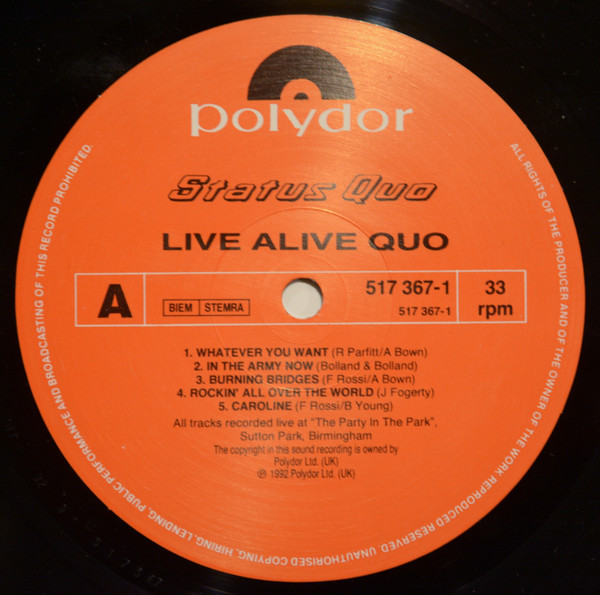 polydor
Status Quo
LIVE ALIVE QUO
A
BIEM STEMRA
517 367-1
517 367-1
33
rpm
1. WHATEVER YOU WANT (R Parfitt/A Bown)
2. IN THE ARMY NOW (Bolland & Bolland)
3. BURNING BRIDGES (F Rossi/A Bown)
4. ROCKIN' ALL OVER THE WORLD (J Fogerty)
5. CAROLINE (F Rossi/B Young)
All tracks recorded live at "The Party In The Park",
Sutton Park, Birmingham
The copyright in this sound recording is owned by
Polydor Ltd. (UK)
℗ 1992 Polydor Ltd. (UK)
ALL RIGHTS OF THE PRODUCER AND OF THE OWNER OF THE WORK REPRODUCED RESERVED UNAUTHORISED COPYING, HIRING, LENDING, PUBLIC PERFORMANCE AND BROADCASTING OF THIS RECORD PROHIBITED.